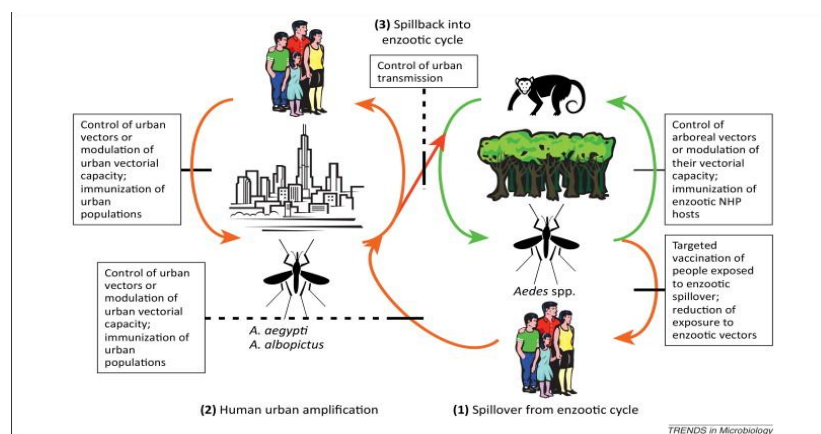 (3) Spillback into
enzootic cycle
Control of urban
transmission
Control of urban
vectors or
modulation of
urban vectorial
capacity;
immunization of
urban
populations
Control of
arboreal vectors
or modulation of
their vectorial
capacity;
immunization of
enzootic NHP
hosts
Control of urban
vectors or
modulation of
urban vectorial
capacity;
immunization of
urban
populations
A. aegypti
A. albopictus
Aedes spp.
Targeted
vaccination of
people exposed
to enzootic
spillover;
reduction of
exposure to
enzootic vectors
(2) Human urban amplification
(1) Spillover from enzootic cycle
TRENDS in Microbiology